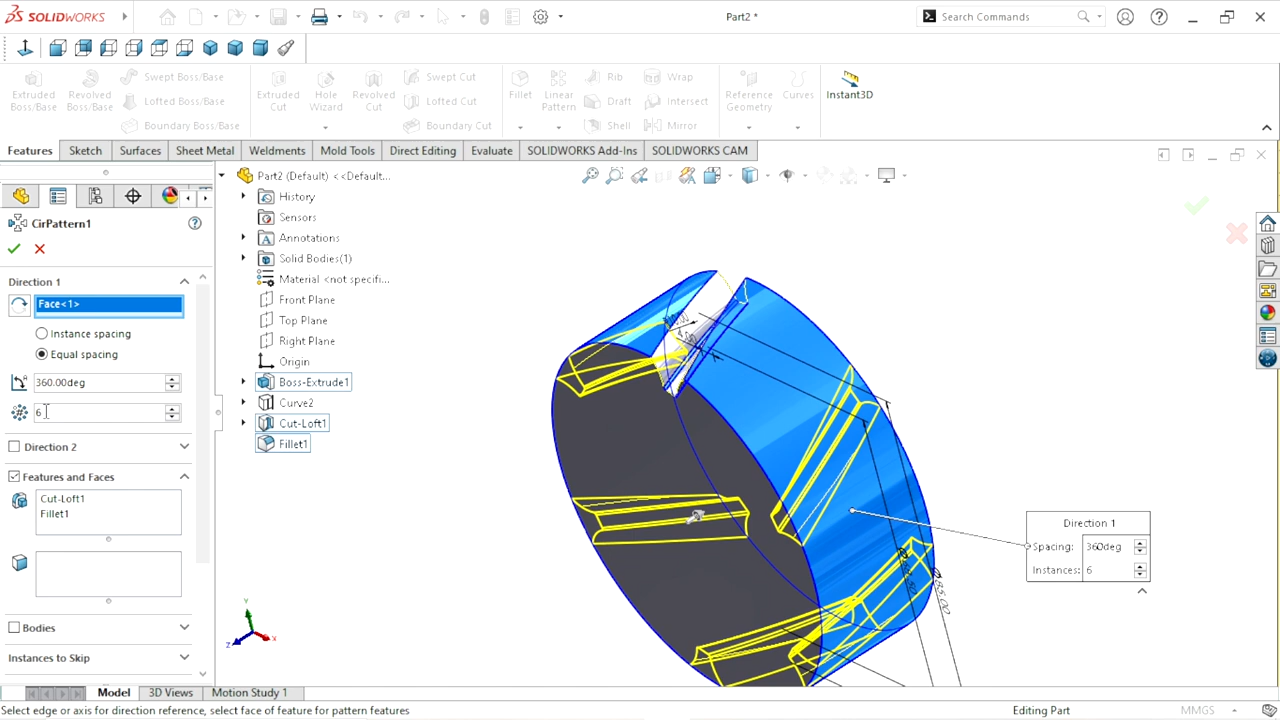 SOLIDWORKS
Part2 *
Search Commands
Extruded Boss/Base
Revolved Boss/Base
Swept Boss/Base
Lofted Boss/Base
Boundary Boss/Base
Extruded Cut
Hole Wizard
Revolved Cut
Swept Cut
Lofted Cut
Boundary Cut
Fillet
Linear Pattern
Rib
Draft
Shell
Wrap
Intersect
Mirror
Reference Geometry
Curves
Instant3D
Features
Sketch
Surfaces
Sheet Metal
Weldments
Mold Tools
Direct Editing
Evaluate
SOLIDWORKS Add-Ins
SOLIDWORKS CAM
CirPattern1
Direction 1
Face<1>
Instance spacing
Equal spacing
360.00deg
6
Direction 2
Features and Faces
Cut-Loft1
Fillet1
Bodies
Instances to Skip
Part2 (Default) <<Default...
History
Sensors
Annotations
Solid Bodies(1)
Material <not specifi...
Front Plane
Top Plane
Right Plane
Origin
Boss-Extrude1
Curve2
Cut-Loft1
Fillet1
Direction 1
Spacing: 360deg
Instances: 6
Ø85.00
Y
X
Z
Model
3D Views
Motion Study 1
Select edge or axis for direction reference, select face of feature for pattern features
Editing Part
MMGS